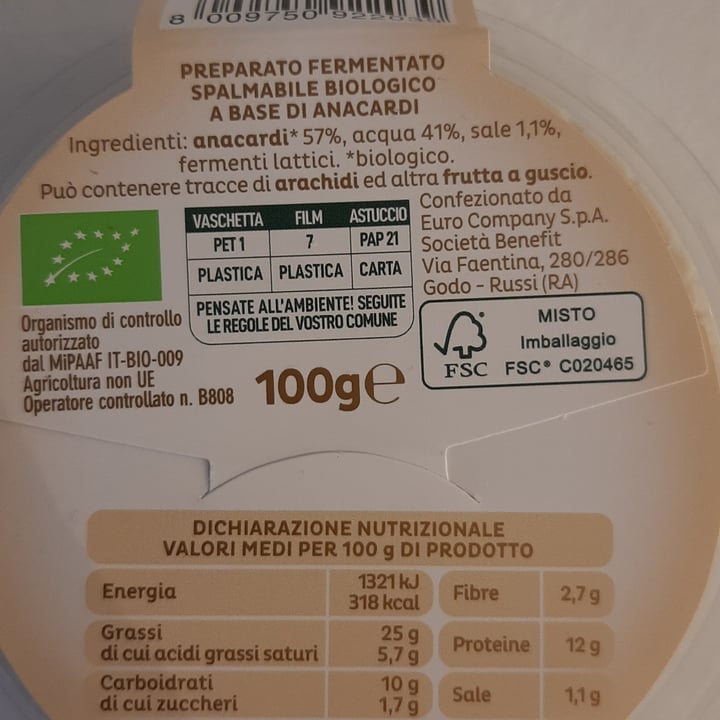 8 009750
PREPARATO FERMENTATO
SPALMABILE BIOLOGICO
A BASE DI ANACARDI
Ingredienti: anacardi* 57%, acqua 41%, sale 1,1%,
fermenti lattici. *biologico.
Può contenere tracce di arachidi ed altra frutta a guscio.
VASCHETTA FILM ASTUCCIO
PET 1 7 PAP 21
PLASTICA PLASTICA CARTA
PENSATE ALL'AMBIENTE! SEGUITE
LE REGOLE DEL VOSTRO COMUNE
Confezionato da
Euro Company S.p.A.
Società Benefit
Via Faentina, 280/286
Godo - Russi (RA)
Organismo di controllo
autorizzato
dal MiPAAF IT-BIO-009
Agricoltura non UE
Operatore controllato n. B808
100g e
FSC
MISTO
Imballaggio
FSC® C020465
DICHIARAZIONE NUTRIZIONALE
VALORI MEDI PER 100 g DI PRODOTTO
Energia 1321 kJ
318 kcal
Grassi 25 g
di cui acidi grassi saturi 5,7 g
Carboidrati 10 g
di cui zuccheri 1,7 g
Fibre 2,7 g
Proteine 12 g
Sale 1,1 g